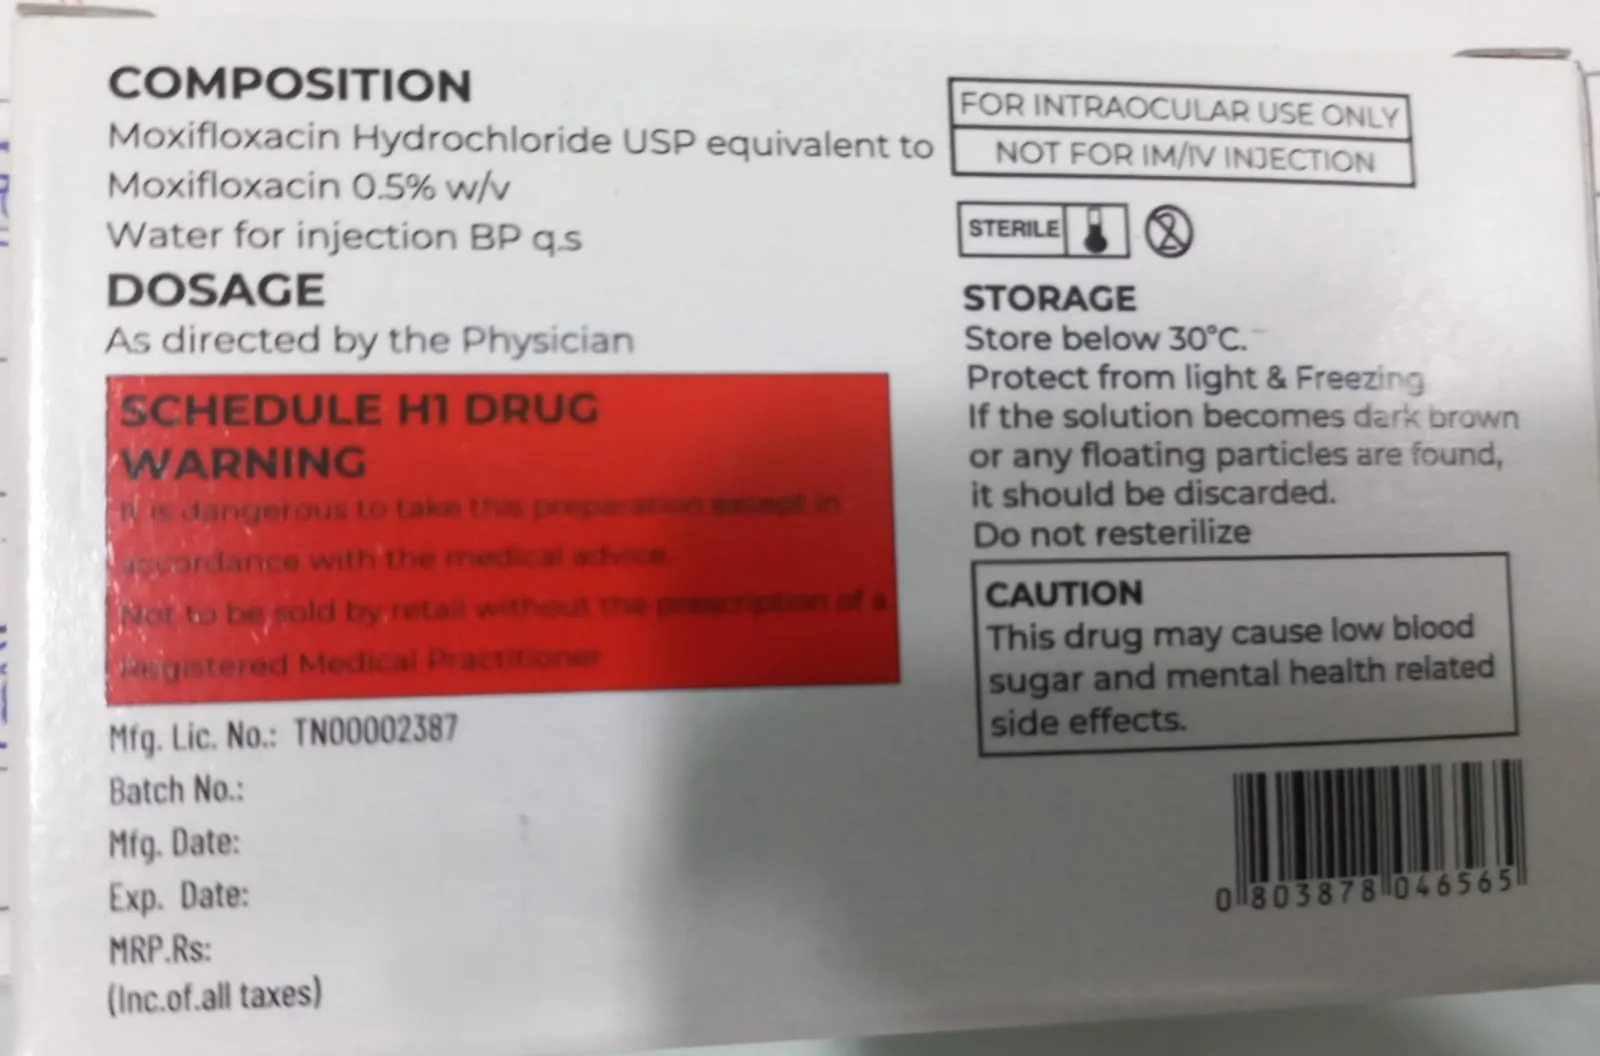 COMPOSITION
Moxifloxacin Hydrochloride USP equivalent to
Moxifloxacin 0.5% w/v
Water for injection BP q.s
DOSAGE
As directed by the Physician
SCHEDULE H1 DRUG
WARNING
It is dangerous to take this preparation except in
accordance with the medical advice.
Not to be sold by retail without the prescription of a
Registered Medical Practitioner
Mfg. Lic. No.: TN00002387
Batch No.:
Mfg. Date:
Exp. Date:
MRP.Rs:
(Inc.of.all taxes)
FOR INTRAOCULAR USE ONLY
NOT FOR IM/IV INJECTION
STERILE
2
STORAGE
Store below 30°C.
Protect from light & Freezing
If the solution becomes dark brown
or any floating particles are found,
it should be discarded.
Do not resterilize
CAUTION
This drug may cause low blood
sugar and mental health related
side effects.
0 803878 046565